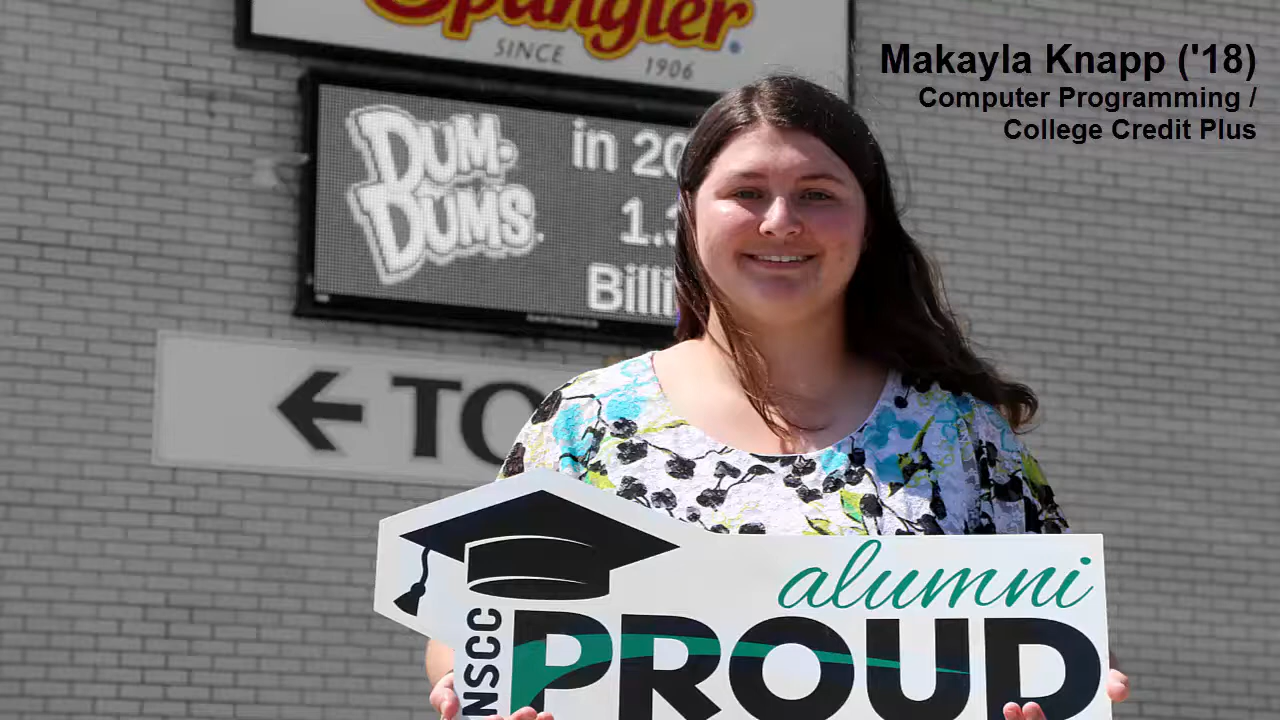 Spangler
SINCE 1906
DUM-
DUMS
in 20
1.3
Billi
TO
Makayla Knapp ('18)
Computer Programming /
College Credit Plus
alumni
NSCC
PROUD